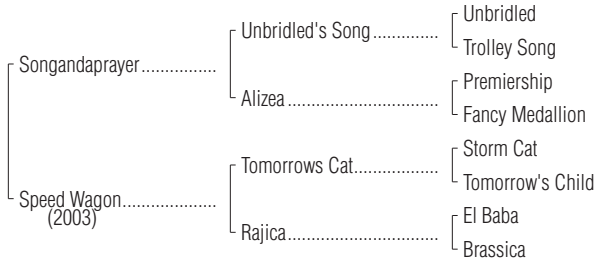 Unbridled
Unbridled's Song..............
Trolley Song
Songandaprayer................
Premiership
Alizea ................................
Fancy Medallion
Storm Cat
Tomorrows Cat..................
Tomorrow's Child
Speed Wagon....................
(2003)
El Baba
Rajica................................
Brassica